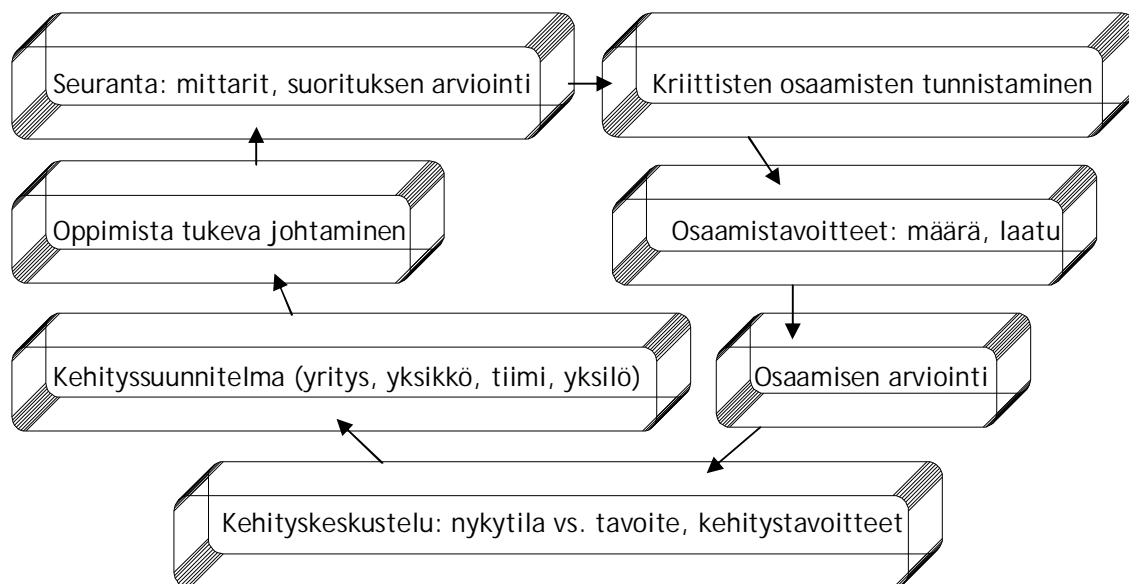 Seuranta: mittarit, suorituksen arviointi
Kriittisten osaamisten tunnistaminen
Oppimista tukeva johtaminen
Osaamistavoitteet: määrä, laatu
Kehityssuunnitelma (yritys, yksikkö, tiimi, yksilö)
Osaamisen arviointi
Kehityskeskustelu: nykytila vs. tavoite, kehitystavoitteet